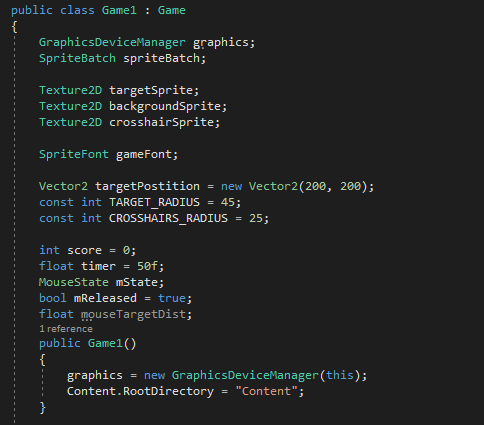 public class Game1 : Game
{
GraphicsDeviceManager graphics;
SpriteBatch spriteBatch;
Texture2D targetSprite;
Texture2D backgroundSprite;
Texture2D crosshairSprite;
SpriteFont gameFont;
Vector2 targetPostition = new Vector2(200, 200);
const int TARGET_RADIUS = 45;
const int CROSSHAIRS_RADIUS = 25;
int score = 0;
float timer = 50f;
MouseState mState;
bool mReleased = true;
float mouseTargetDist;
1 reference
public Game1()
{
graphics = new GraphicsDeviceManager(this);
Content.RootDirectory = "Content";
}